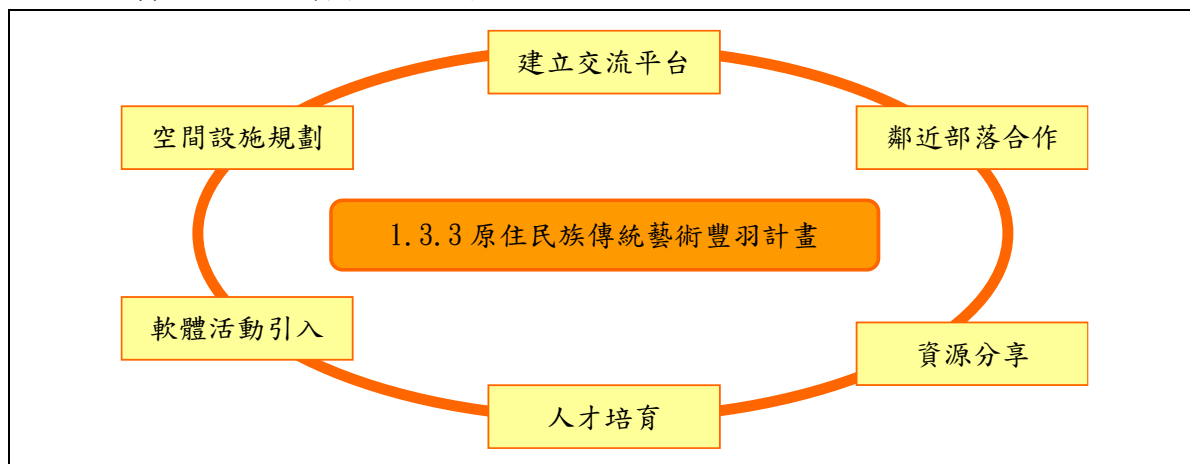 建立交流平台
空間設施規劃
鄰近部落合作
1.3.3 原住民族傳統藝術豐羽計畫
軟體活動引入
資源分享
人才培育